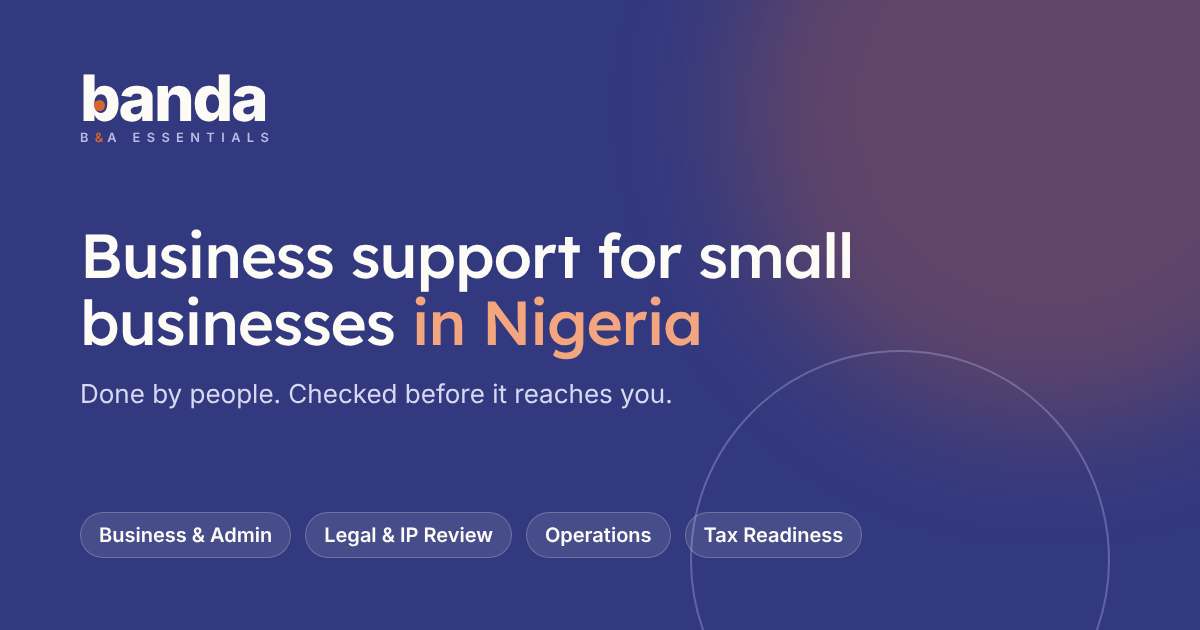 banda
B&A ESSENTIALS
Business support for small
businesses in Nigeria
Done by people. Checked before it reaches you.
Business & Admin
Legal & IP Review
Operations
Tax Readiness